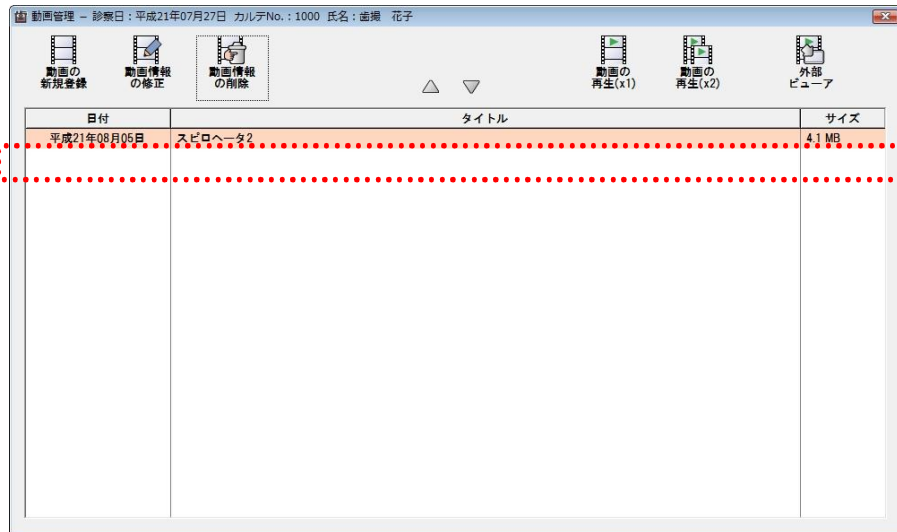 動画管理 － 診察日：平成21年07月27日 カルテNo.：1000 氏名：歯撮 花子
動画の
新規登録
動画情報
の修正
動画情報
の削除
動画の
再生(x1)
動画の
再生(x2)
外部
ビューア
日付 タイトル サイズ
平成21年08月05日 スピロヘータ2 4.1 MB